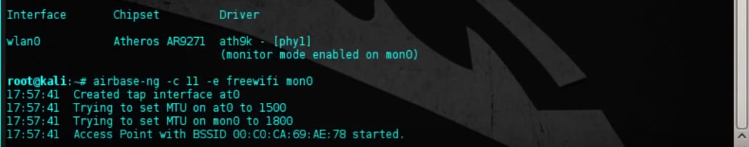 Interface Chipset Driver
wlan0 Atheros AR9271 ath9k - [phy1]
(monitor mode enabled on mon0)
root@kali:~# airbase-ng -c 11 -e freewifi mon0
17:57:41 Created tap interface at0
17:57:41 Trying to set MTU on at0 to 1500
17:57:41 Trying to set MTU on mon0 to 1800
17:57:41 Access Point with BSSID 00:C0:CA:69:AE:78 started.